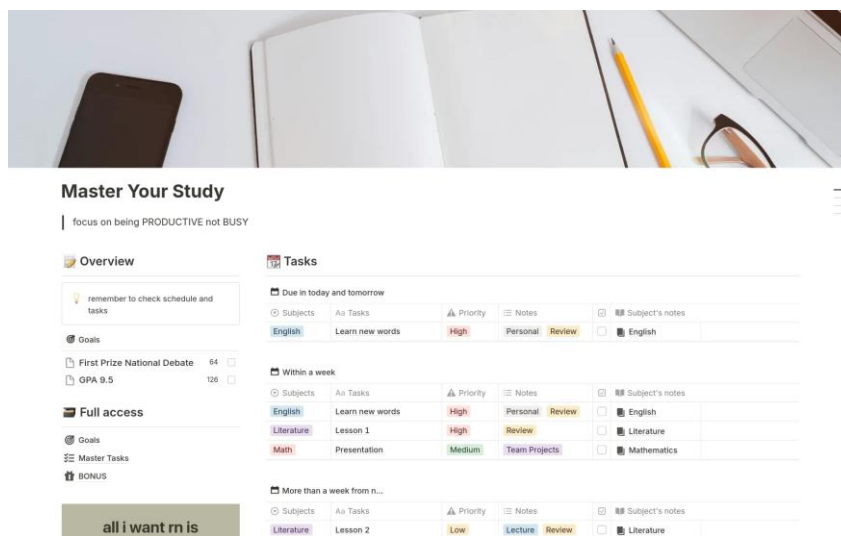 Master Your Study
focus on being PRODUCTIVE not BUSY
Overview
remember to check schedule and
tasks
Goals
First Prize National Debate 64
GPA 9.5 126
Full access
Goals
Master Tasks
BONUS
all i want rn is
Tasks
Due in today and tomorrow
Subjects Aa Tasks Priority Notes Subject's notes
English Learn new words High Personal Review English
Within a week
Subjects Aa Tasks Priority Notes Subject's notes
English Learn new words High Personal Review English
Literature Lesson 1 High Review Literature
Math Presentation Medium Team Projects Mathematics
More than a week from n...
Subjects Aa Tasks Priority Notes Subject's notes
Literature Lesson 2 Low Lecture Review Literature